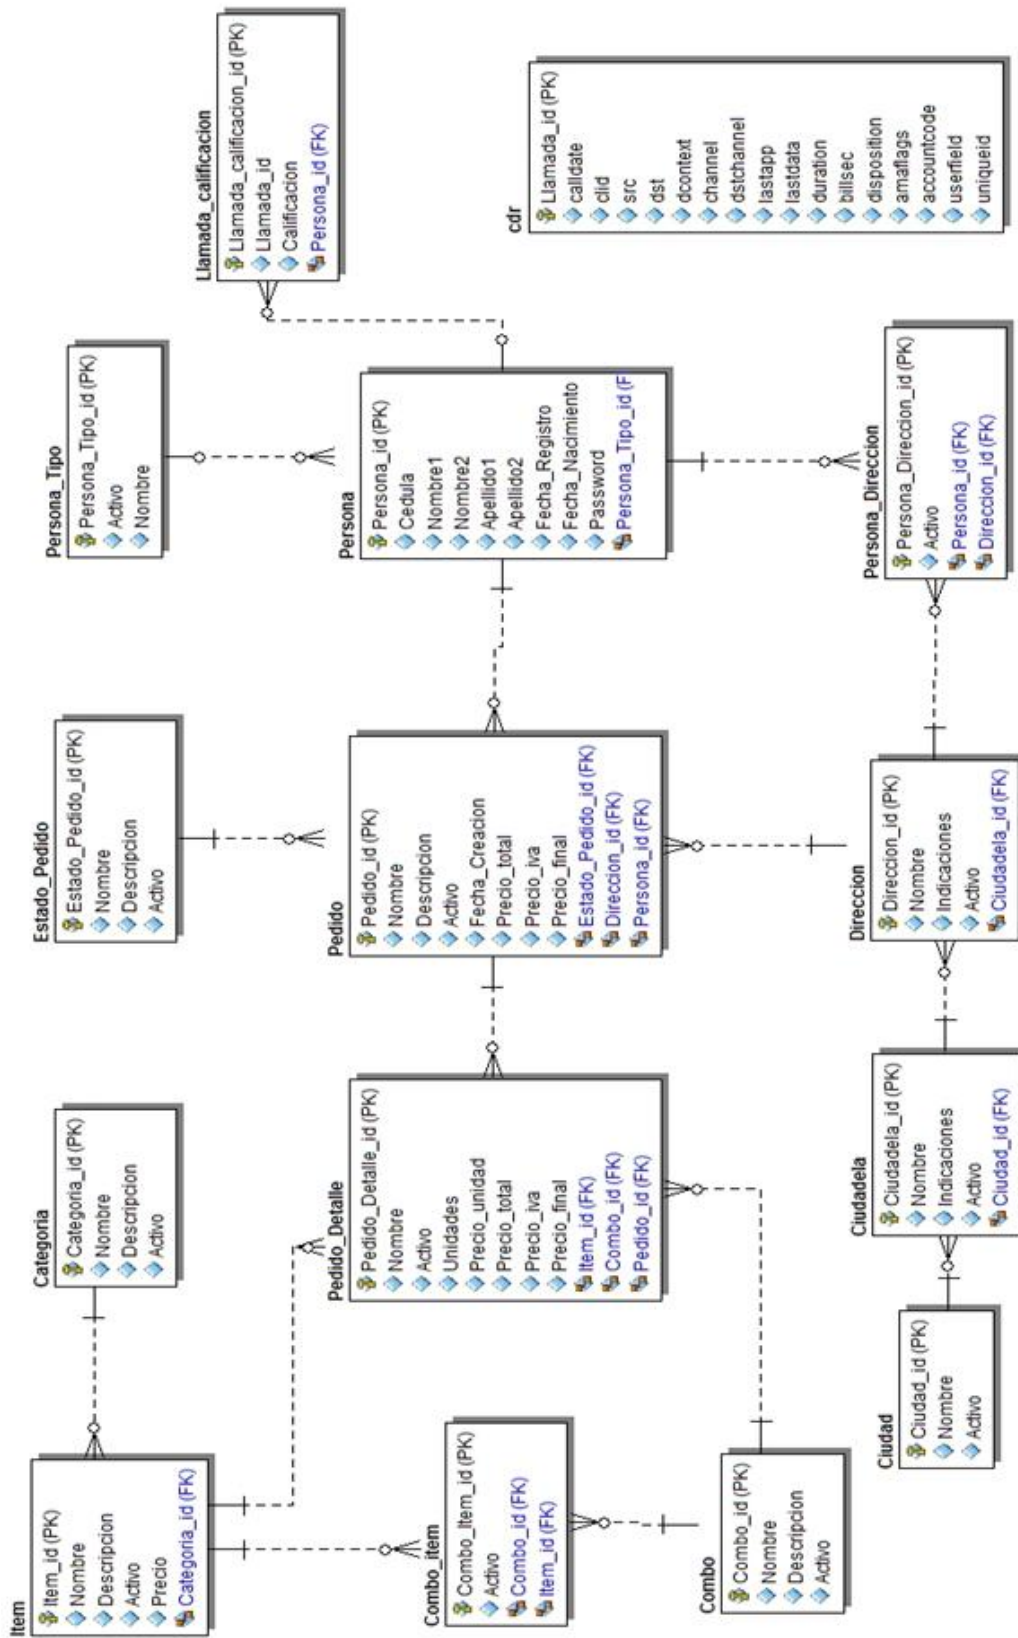 Item
Item_id (PK)
Nombre
Descripcion
Activo
Precio
Categoria_id (FK)
Categoria
Categoria_id (PK)
Nombre
Descripcion
Activo
Estado_Pedido
Estado_Pedido_id (PK)
Nombre
Descripcion
Activo
Persona_Tipo
Persona_Tipo_id (PK)
Activo
Nombre
Llamada_calificacion
Llamada_calificacion_id (PK)
Llamada_id
Calificacion
Persona_id (FK)
Combo_item
Combo_Item_id (PK)
Activo
Combo_id (FK)
Item_id (FK)
Pedido_Detalle
Pedido_Detalle_id (PK)
Nombre
Activo
Unidades
Precio_unidad
Precio_total
Precio_iva
Precio_final
Item_id (FK)
Combo_id (FK)
Pedido_id (FK)
Pedido
Pedido_id (PK)
Nombre
Descripcion
Activo
Fecha_Creación
Precio_total
Precio_iva
Precio_final
Estado_Pedido_id (FK)
Direccion_id (FK)
Persona_id (FK)
Persona
Persona_id (PK)
Cedula
Nombre1
Nombre2
Apellido1
Apellido2
Fecha_Registro
Fecha_Nacimiento
Password
Persona_Tipo_id (F
cdr
Llamada_id (PK)
calldate
clid
src
dst
dcontext
channel
dstchannel
lastapp
lastdata
duration
billsec
disposition
amaflags
accountcode
userfield
uniqueid
Combo
Combo_id (PK)
Nombre
Descripcion
Activo
Ciudad
Ciudad_id (PK)
Nombre
Activo
Ciudadela
Ciudadela_id (PK)
Nombre
Indicaciones
Activo
Ciudad_id (FK)
Direccion
Direccion_id (PK)
Nombre
Indicaciones
Activo
Ciudadela_id (FK)
Persona_Direccion
Persona_Direccion_id (PK)
Activo
Persona_id (FK)
Direccion_id (FK)